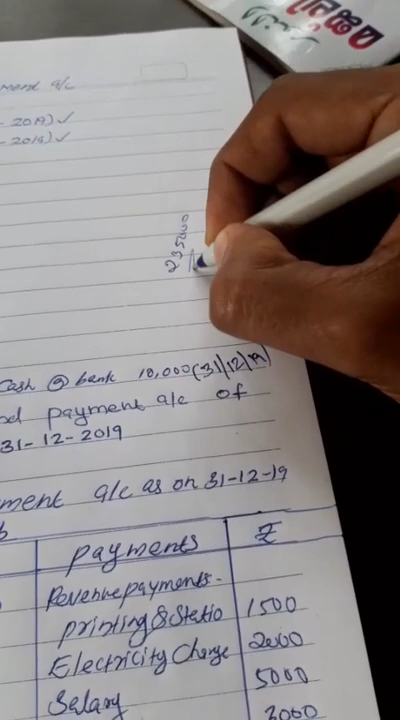 ment a/c
- 2019) ✓
- 2019) ✓
235000
Cash @ bank 10,000 (31/12/19)
payment a/c of
31-12-2019
ment a/c as on 31-12-19
payments ₹
Revenue payments-
printing & Statio 1500
Electricity Charge 2000
Salary 5000
3000